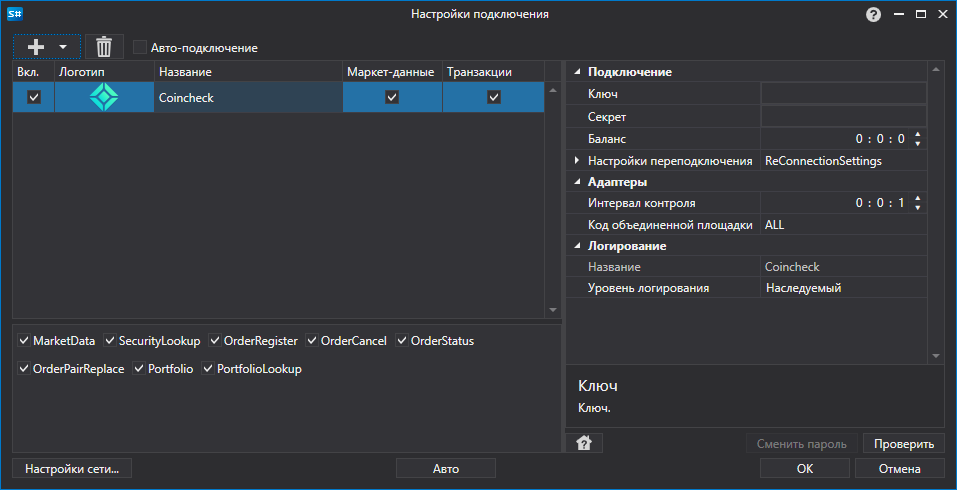 S#
Настройки подключения
?
Авто-подключение
Вкл. Логотип Название Маркет-данные Транзакции
Coincheck
Подключение
Ключ
Секрет
Баланс 0 : 0 : 0
Настройки переподключения ReConnectionSettings
Адаптеры
Интервал контроля 0 : 0 : 1
Код объединенной площадки ALL
Логирование
Название Coincheck
Уровень логирования Наследуемый
MarketData SecurityLookup OrderRegister OrderCancel OrderStatus
OrderPairReplace Portfolio PortfolioLookup
Ключ
Ключ.
?
Сменить пароль Проверить
Настройки сети... Авто OK Отмена